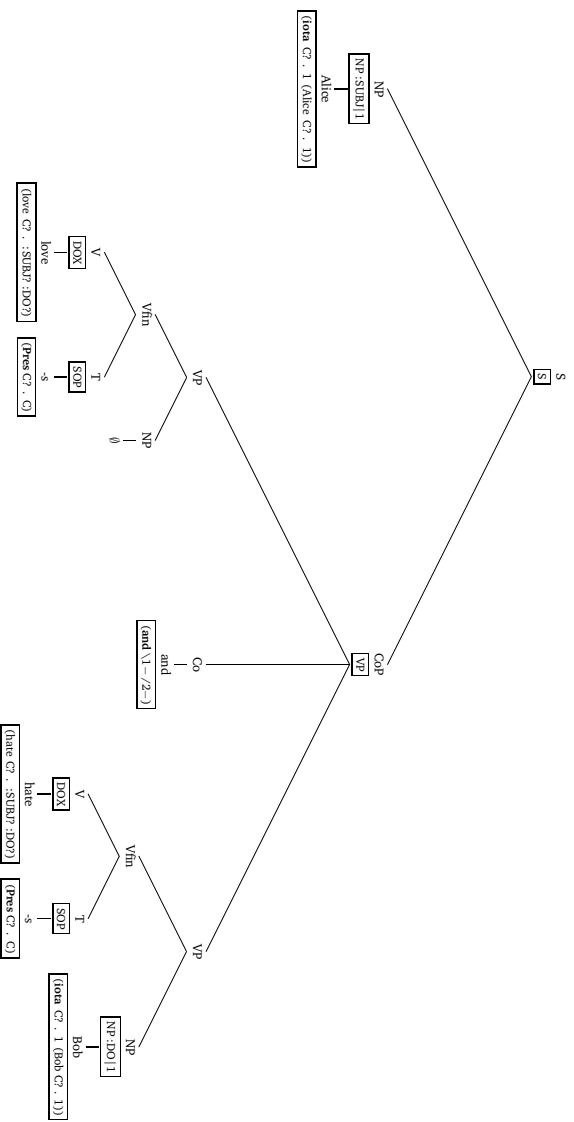 S
S
NP
NP :SUBJ|1
Alice
(iota C? . 1 (Alice C? . 1))
CoP
VP
VP
Vfin
V
DOX
love
(love C? . :SUBJ? :DO?)
T
SOP
-s
(Pres C? . C)
NP
∅
Co
and
(and \1− /2−)
VP
Vfin
V
DOX
hate
(hate C? . :SUBJ? :DO?)
T
SOP
-s
(Pres C? . C)
NP
NP :DO|1
Bob
(iota C? . 1 (Bob C? . 1))